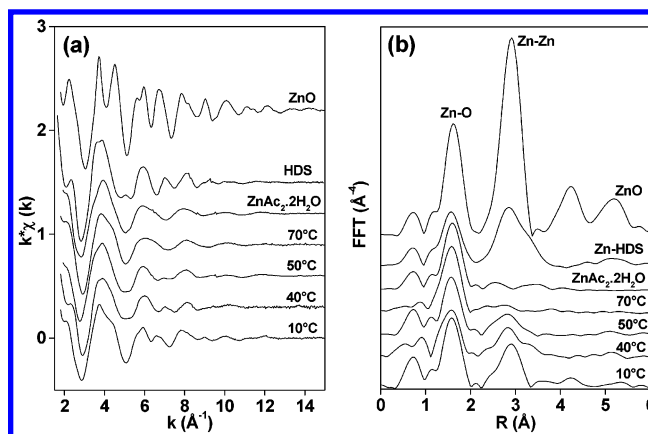 (a)
3
2
1
0
k*χ (k)
ZnO
HDS
ZnAc₂.2H₂O
70°C
50°C
40°C
10°C
2 4 6 8 10 12 14
k (Å⁻¹)
(b)
Zn-Zn
Zn-O
FFT (Å⁻⁴)
ZnO
Zn-HDS
ZnAc₂.2H₂O
70°C
50°C
40°C
10°C
0 1 2 3 4 5 6
R (Å)